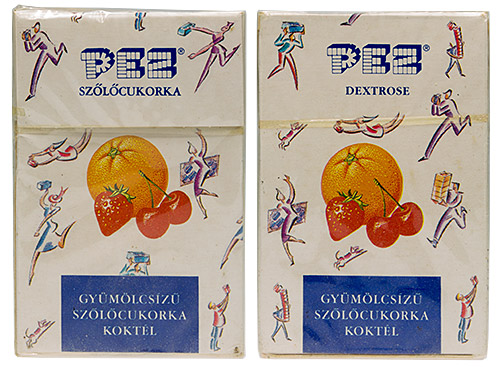 PEZ®
SZŐLŐCUKORKA
GYÜMÖLCSÍZŰ
SZŐLŐCUKORKA
KOKTÉL
PEZ®
DEXTROSE
GYÜMÖLCSÍZŰ
SZŐLŐCUKORKA
KOKTÉL